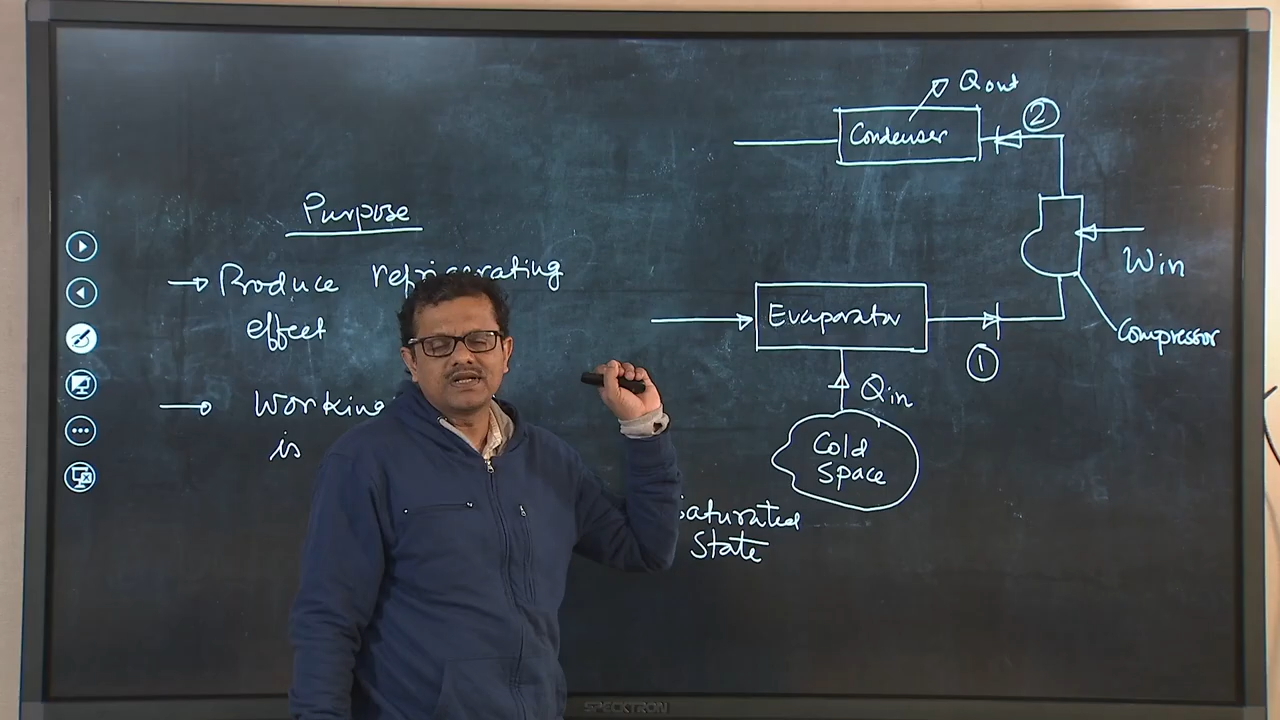 Purpose
→ Produce refrigerating
effect
→ Working
is
Qout
Condenser
②
Win
Evaporator
Compressor
①
Qin
Cold
Space
Saturated
State
SPECKTRON